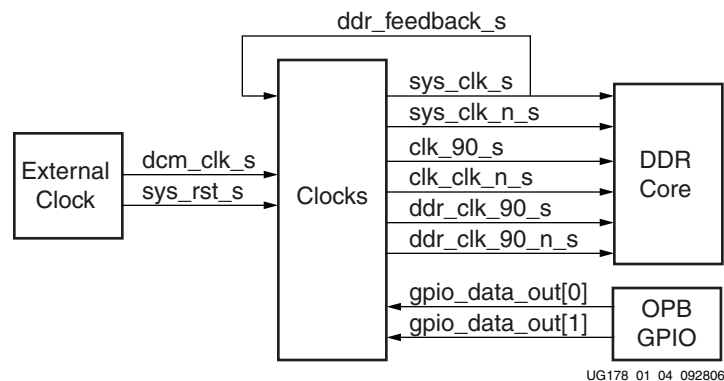 ddr_feedback_s
sys_clk_s
sys_clk_n_s
clk_90_s
clk_clk_n_s
ddr_clk_90_s
ddr_clk_90_n_s
External
Clock
dcm_clk_s
sys_rst_s
Clocks
DDR
Core
gpio_data_out[0]
gpio_data_out[1]
OPB
GPIO
UG178_01_04_092806